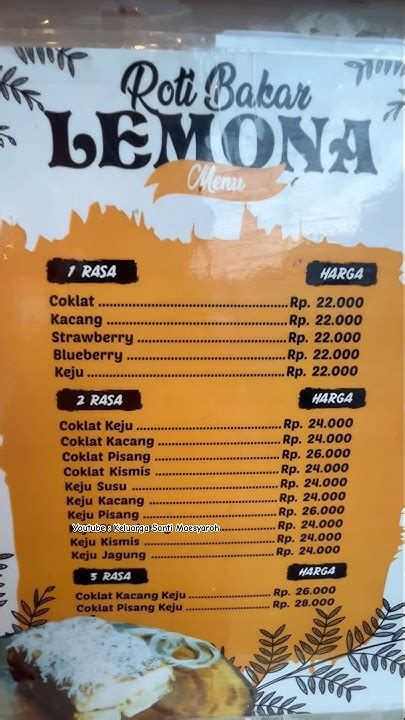 Roti Bakar
LEMONA
Menu
1 RASA HARGA
Coklat Rp. 22.000
Kacang Rp. 22.000
Strawberry Rp. 22.000
Blueberry Rp. 22.000
Keju Rp. 22.000
2 RASA HARGA
Coklat Keju Rp. 24.000
Coklat Kacang Rp. 24.000
Coklat Pisang Rp. 26.000
Coklat Kismis Rp. 24.000
Keju Susu Rp. 24.000
Keju Kacang Rp. 24.000
Keju Pisang Rp. 26.000
Youtube : Keluarga Santi Maesyaroh Rp. 24.000
Keju Kismis Rp. 24.000
Keju Jagung Rp. 24.000
3 RASA HARGA
Coklat Kacang Keju Rp. 26.000
Coklat Pisang Keju Rp. 28.000